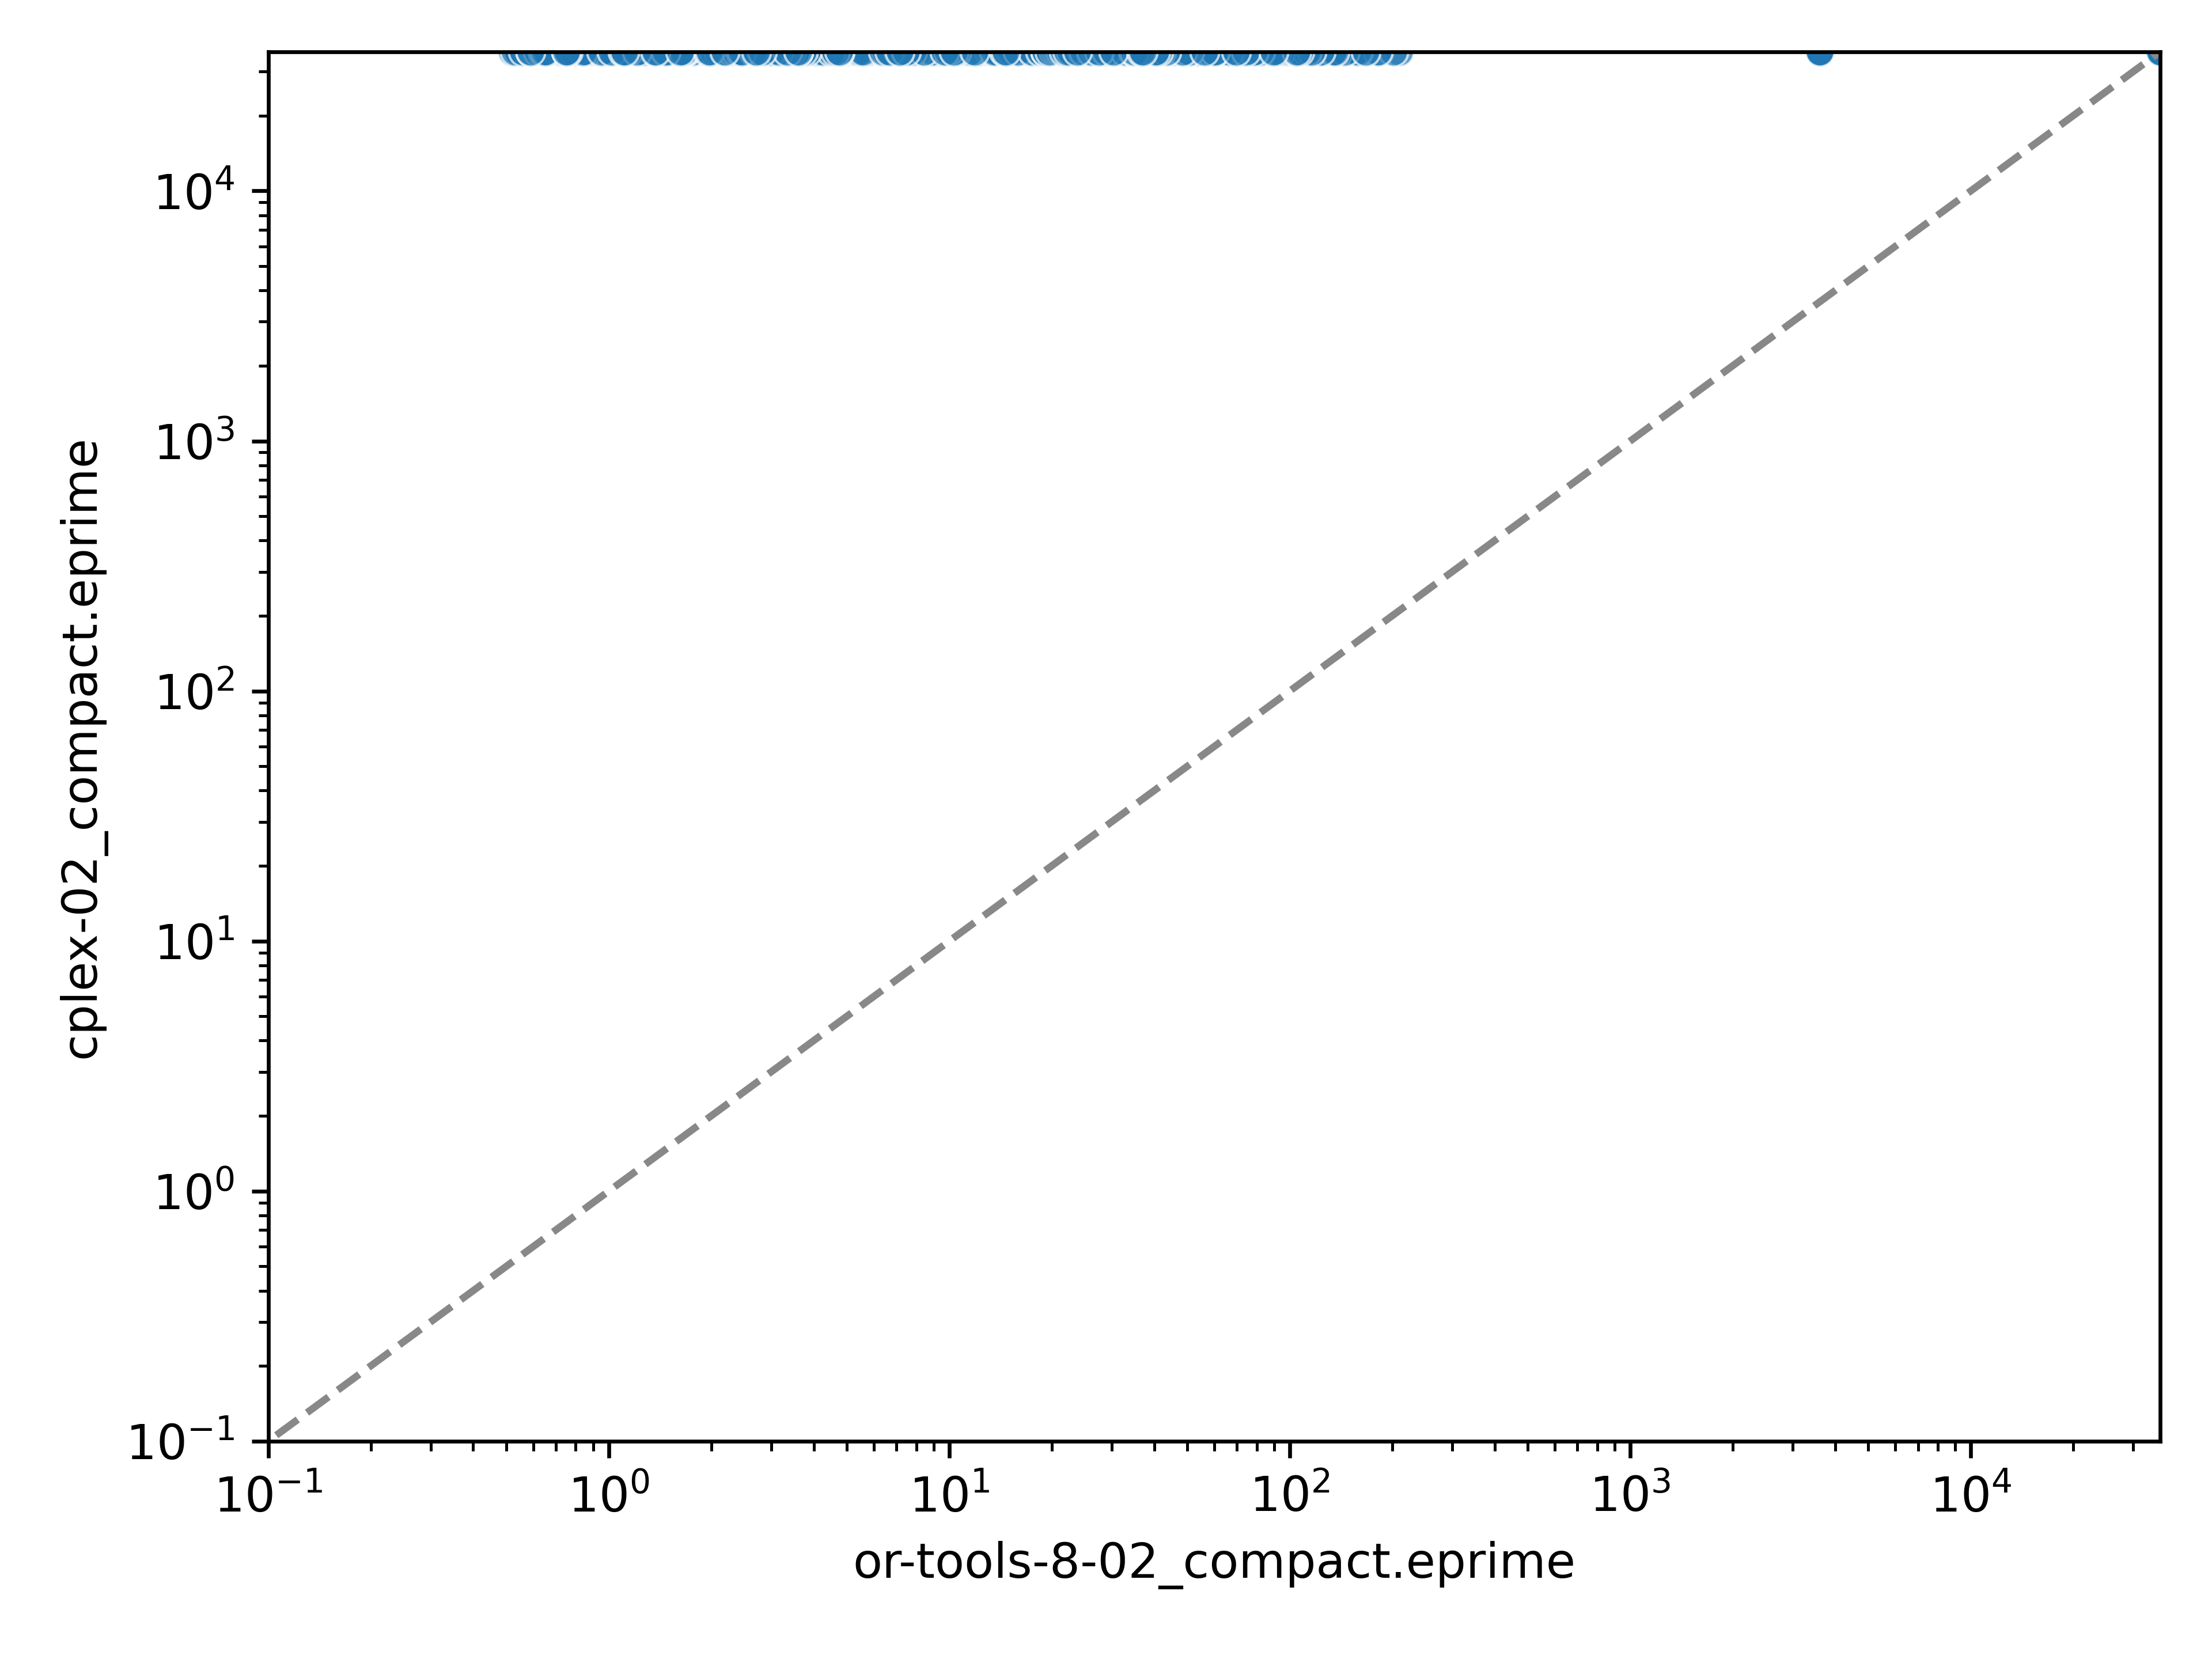 10⁴
10³
10²
10¹
10⁰
10⁻¹
cplex-02_compact.eprime
10⁻¹ 10⁰ 10¹ 10² 10³ 10⁴
or-tools-8-02_compact.eprime